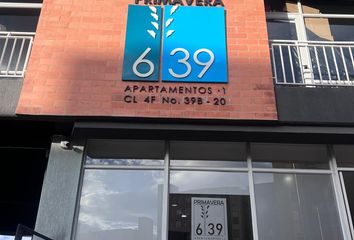 PRIMAVERA
6 39
APARTAMENTOS · 1
CL 4F No. 39B - 20
PRIMAVERA
6 39